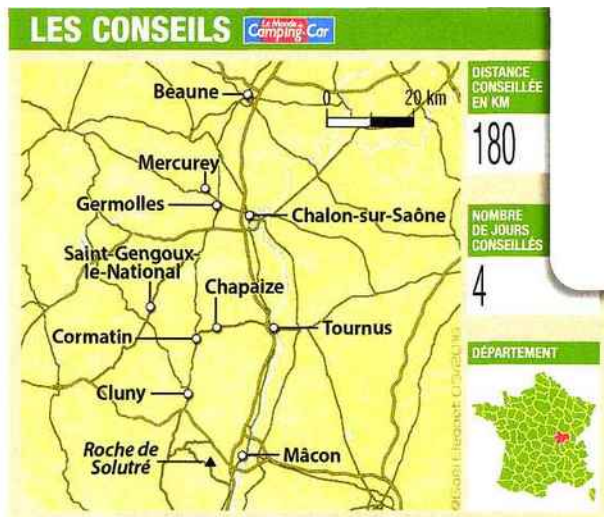 LES CONSEILS
Le Monde du
Camping-Car
DISTANCE
CONSEILLÉE
EN KM
180
NOMBRE
DE JOURS
CONSEILLÉS
4
DÉPARTEMENT
0 20 km
Beaune
Mercurey
Germolles
Chalon-sur-Saône
Saint-Gengoux-
le-National
Chapaize
Cormatin
Tournus
Cluny
Roche de
Solutré
Mâcon